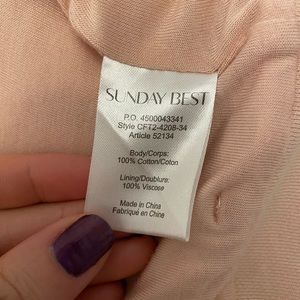 SUNDAY BEST
P.O. 4500043341
Style CFT2-4208-34
Article 52134
Body/Corps:
100% Cotton/Coton
Lining/Doublure:
100% Viscose
Made in China
Fabriqué en Chine